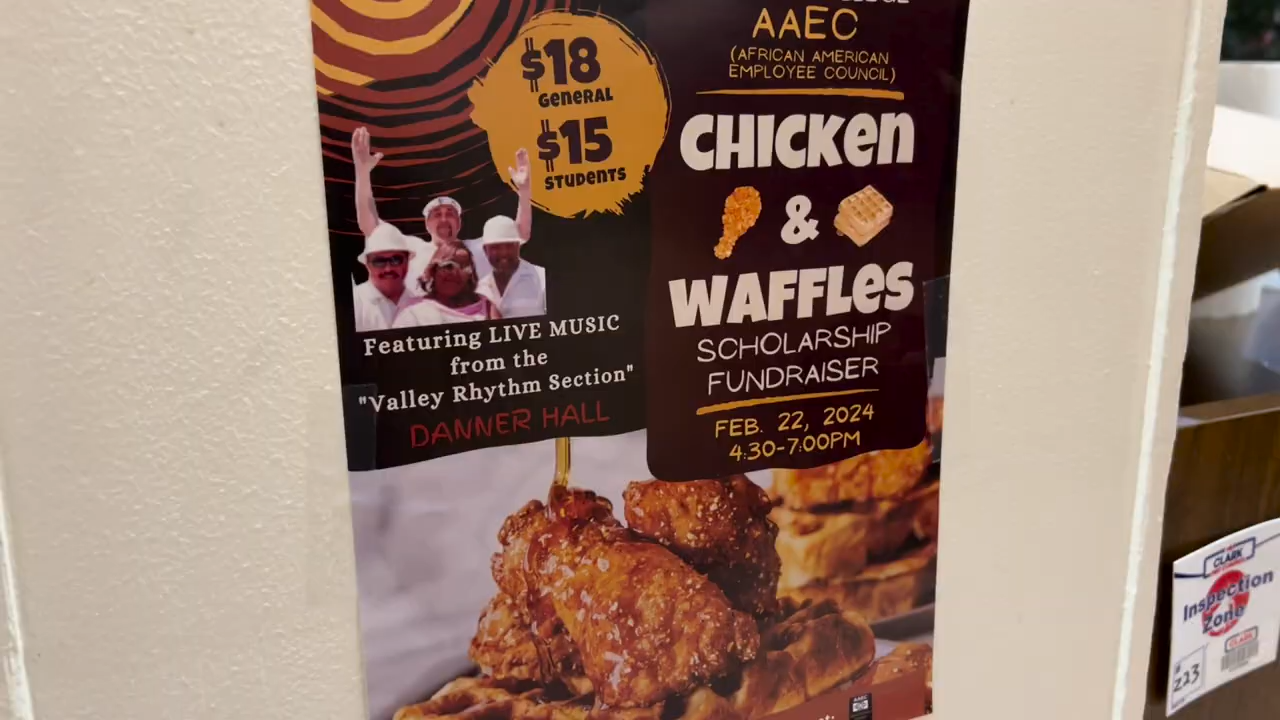 $18
GENERAL
$15
STUDENTS
Featuring LIVE MUSIC
from the
"Valley Rhythm Section"
DANNER HALL
AAEC
(AFRICAN AMERICAN
EMPLOYEE COUNCIL)
CHICKEN
&
WAFFLES
SCHOLARSHIP
FUNDRAISER
FEB. 22, 2024
4:30-7:00PM
CLARK
Inspection
Zone
CLARK
223